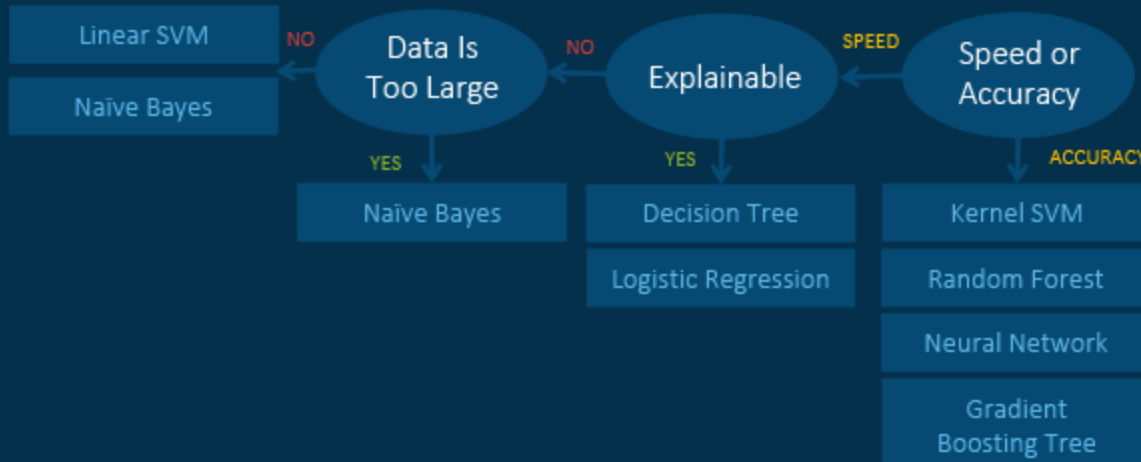 Linear SVM
Naïve Bayes
NO
Data Is
Too Large
NO
Explainable
SPEED
Speed or
Accuracy
YES
YES
ACCURACY
Naïve Bayes
Decision Tree
Logistic Regression
Kernel SVM
Random Forest
Neural Network
Gradient
Boosting Tree